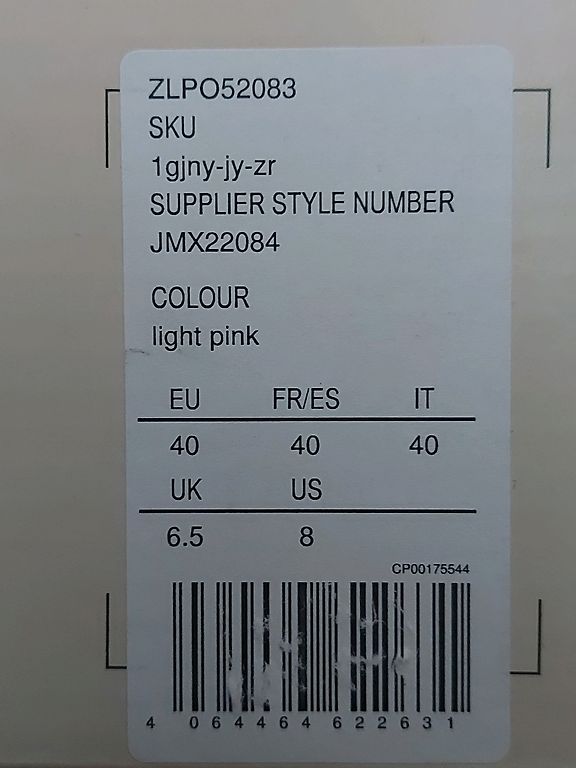 ZLPO52083
SKU
1gjny-jy-zr
SUPPLIER STYLE NUMBER
JMX22084
COLOUR
light pink
EU FR/ES IT
40 40 40
UK US
6.5 8
CP00175544
4 064464 622631